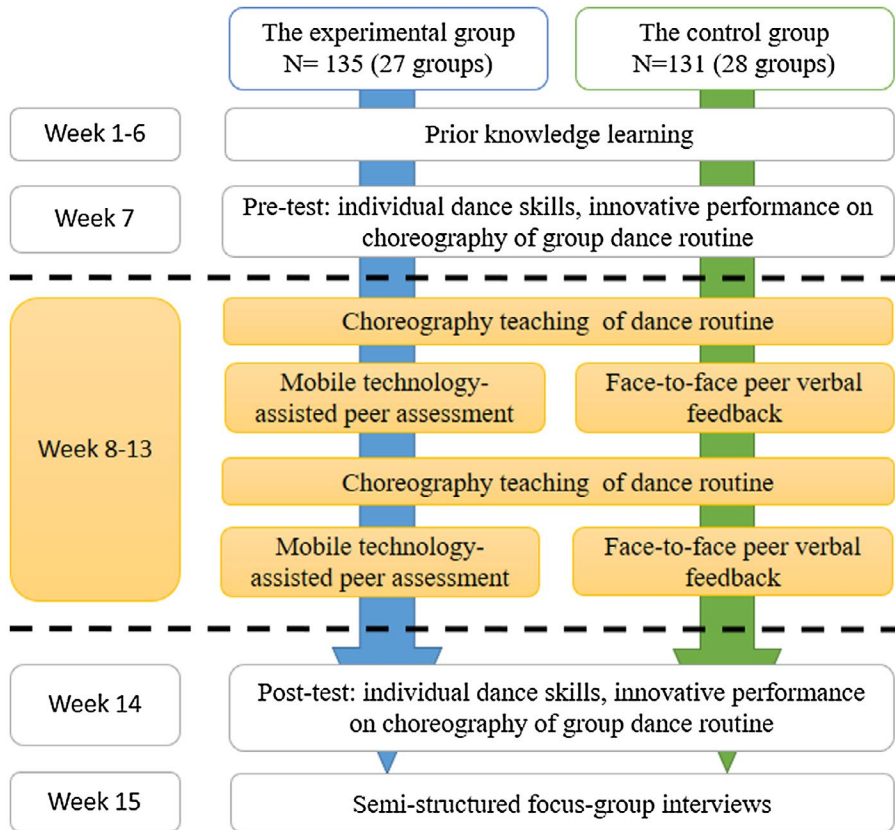 The experimental group
N= 135 (27 groups)
The control group
N=131 (28 groups)
Week 1-6
Prior knowledge learning
Week 7
Pre-test: individual dance skills, innovative performance on
choreography of group dance routine
Week 8-13
Choreography teaching of dance routine
Mobile technology-
assisted peer assessment
Face-to-face peer verbal
feedback
Choreography teaching of dance routine
Mobile technology-
assisted peer assessment
Face-to-face peer verbal
feedback
Week 14
Post-test: individual dance skills, innovative performance
on choreography of group dance routine
Week 15
Semi-structured focus-group interviews